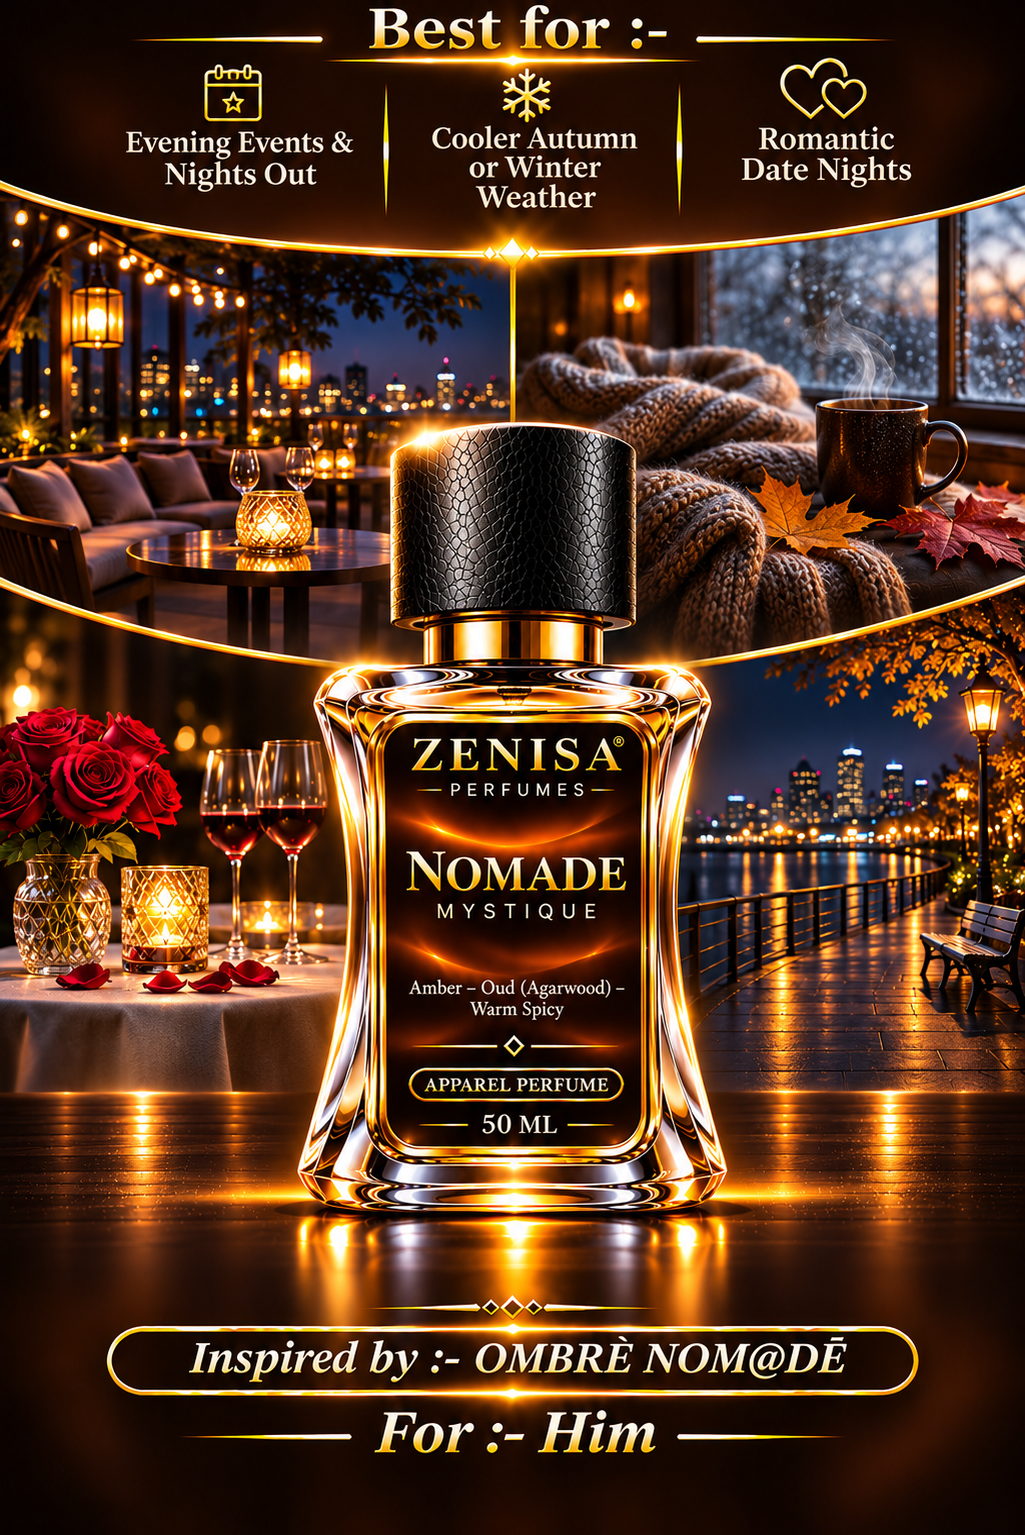 Best for :-
Evening Events &
Nights Out
Cooler Autumn
or Winter
Weather
Romantic
Date Nights
ZENISA®
PERFUMES
NOMADE
MYSTIQUE
Amber – Oud (Agarwood) –
Warm Spicy
APPAREL PERFUME
50 ML
Inspired by :- OMBRÈ NOM@DĒ
For :- Him